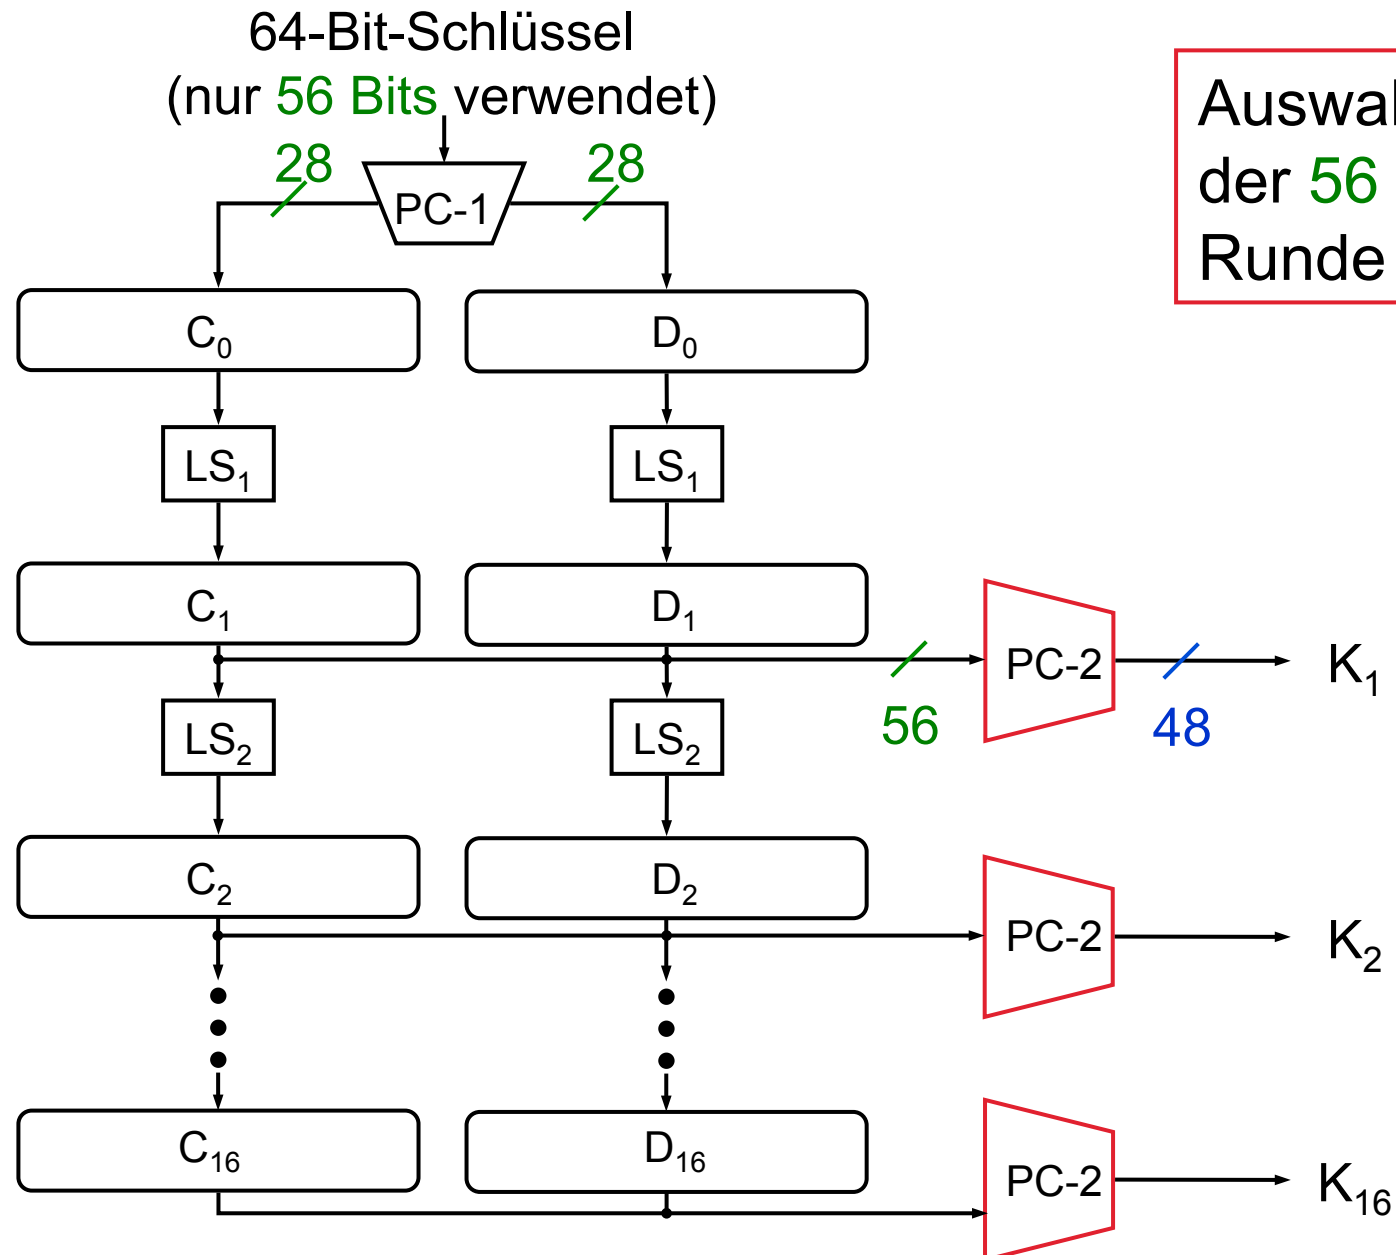 64-Bit-Schlüssel
(nur 56 Bits verwendet)
28 28
PC-1
der 56
Runde
C₀ D₀
LS₁ LS₁
C₁ D₁
PC-2 K₁
56 48
LS₂ LS₂
C₂ D₂
PC-2 K₂
C₁₆ D₁₆
PC-2 K₁₆